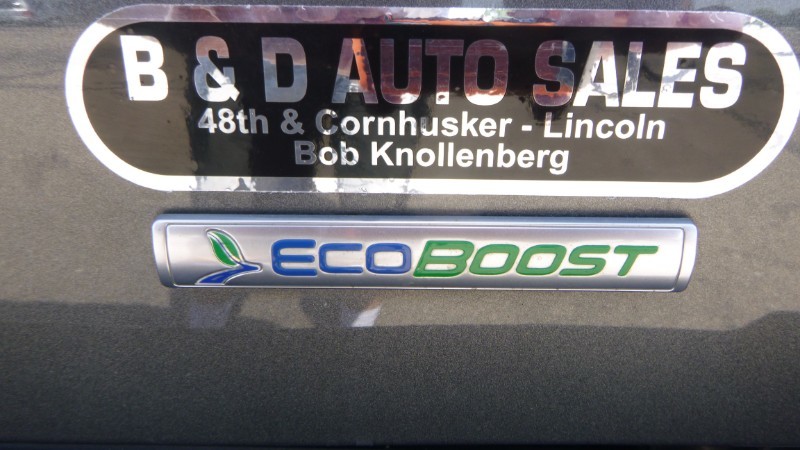 B & D AUTO SALES
48th & Cornhusker - Lincoln
Bob Knollenberg
ECOBOOST